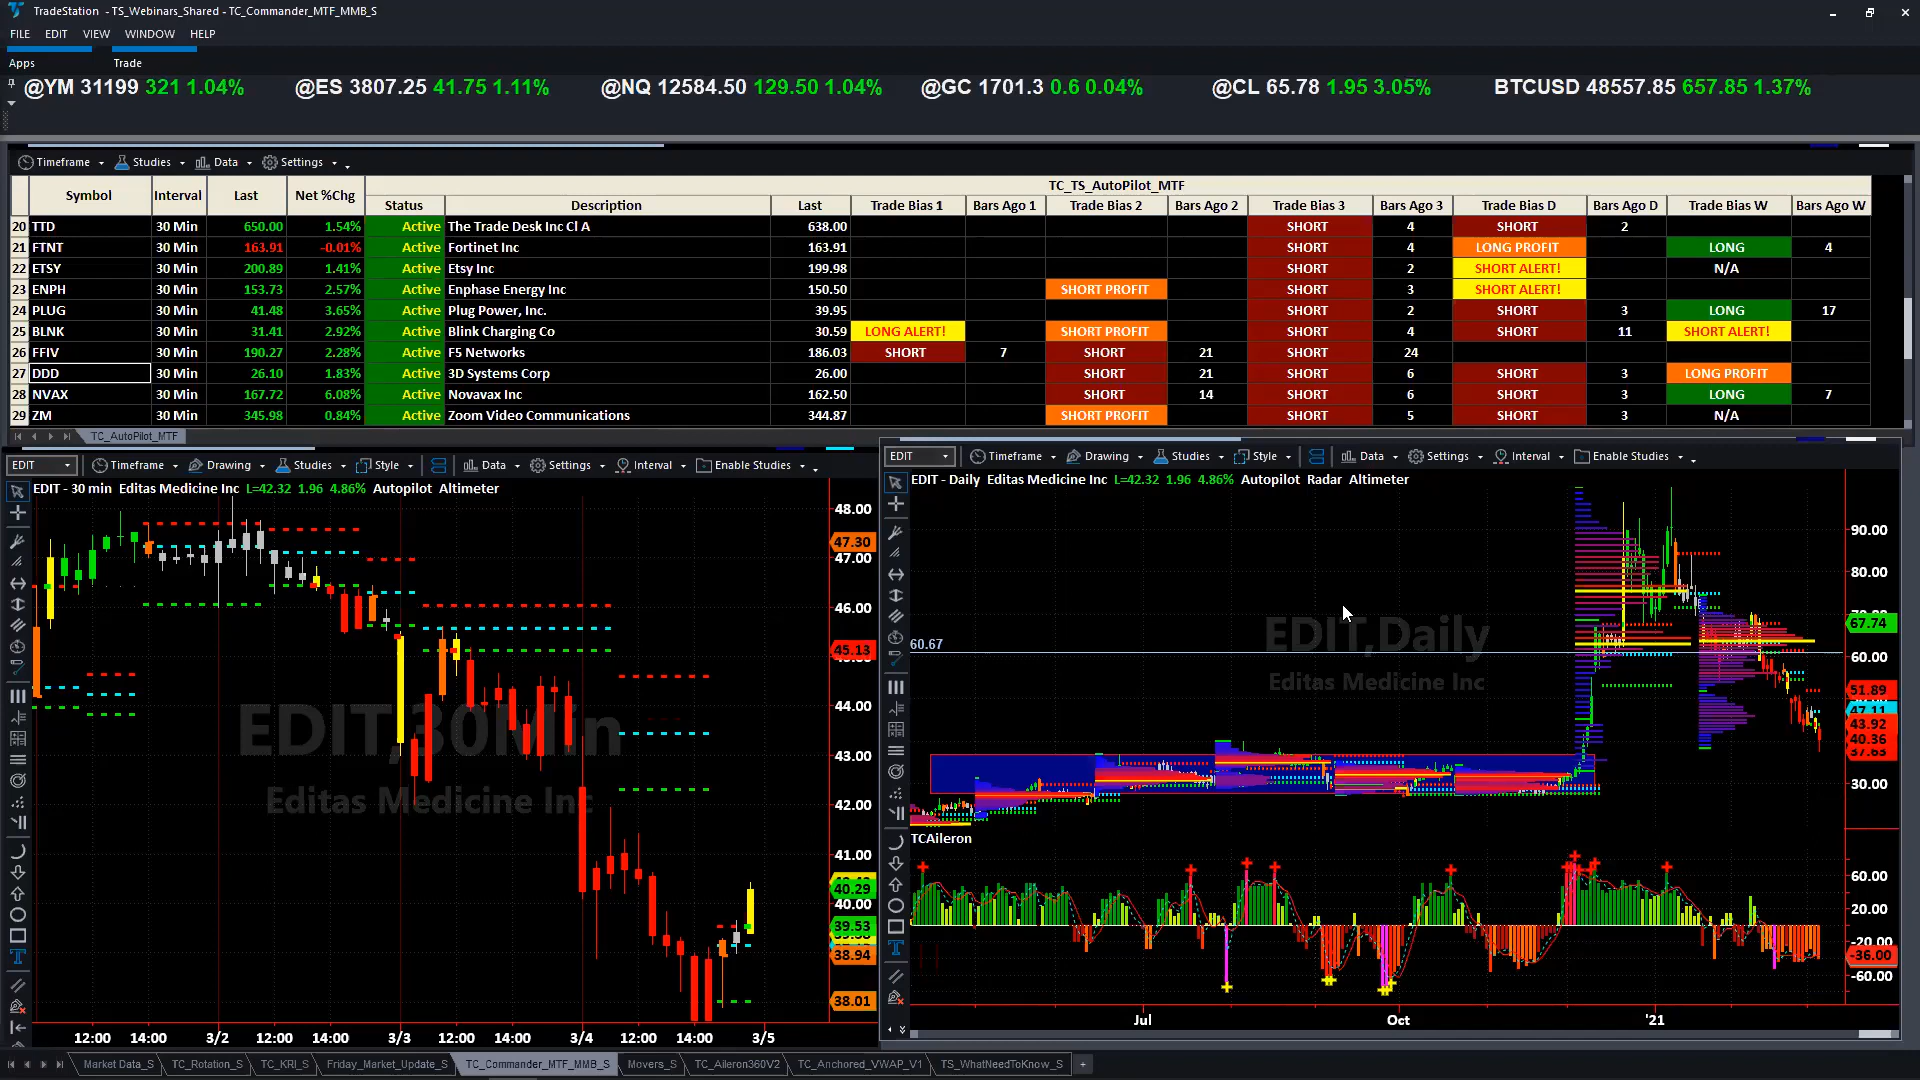 TradeStation - TS_Webinars_Shared - TC_Commander_MTF_MMB_S
FILE EDIT VIEW WINDOW HELP
Apps Trade
@YM 31199 321 1.04% @ES 3807.25 41.75 1.11% @NQ 12584.50 129.50 1.04% @GC 1701.3 0.6 0.04% @CL 65.78 1.95 3.05% BTCUSD 48557.85 657.85 1.37%
Timeframe Studies Data Settings
TC_TS_AutoPilot_MTF
Symbol Interval Last Net %Chg Status Description Last Trade Bias 1 Bars Ago 1 Trade Bias 2 Bars Ago 2 Trade Bias 3 Bars Ago 3 Trade Bias D Bars Ago D Trade Bias W Bars Ago W
20 TTD 30 Min 650.00 1.54% Active The Trade Desk Inc Cl A 638.00 SHORT 4 SHORT 2
21 FTNT 30 Min 163.91 -0.01% Active Fortinet Inc 163.91 SHORT 4 LONG PROFIT LONG 4
22 ETSY 30 Min 200.89 1.41% Active Etsy Inc 199.98 SHORT 2 SHORT ALERT! N/A
23 ENPH 30 Min 153.73 2.57% Active Enphase Energy Inc 150.50 SHORT PROFIT SHORT 3 SHORT ALERT!
24 PLUG 30 Min 41.48 3.65% Active Plug Power, Inc. 39.95 SHORT 2 SHORT 3 LONG 17
25 BLNK 30 Min 31.41 2.92% Active Blink Charging Co 30.59 LONG ALERT! SHORT PROFIT SHORT 4 SHORT 11 SHORT ALERT!
26 FFIV 30 Min 190.27 2.28% Active F5 Networks 186.03 SHORT 7 SHORT 21 SHORT 24
27 DDD 30 Min 26.10 1.83% Active 3D Systems Corp 26.00 SHORT 21 SHORT 6 SHORT 3 LONG PROFIT
28 NVAX 30 Min 167.72 6.08% Active Novavax Inc 162.50 SHORT 14 SHORT 6 SHORT 3 LONG 7
29 ZM 30 Min 345.98 0.84% Active Zoom Video Communications 344.87 SHORT PROFIT SHORT 5 SHORT 3 N/A
TC_AutoPilot_MTF
EDIT Timeframe Drawing Studies Style Data Settings Interval Enable Studies
EDIT - 30 min Editas Medicine Inc L=42.32 1.96 4.86% Autopilot Altimeter
48.00
47.30
47.00
46.00
45.13
44.00
43.00
42.00
41.00
40.29
40.00
39.53
38.94
38.01
EDIT,30Min
Editas Medicine Inc
12:00 14:00 3/2 12:00 14:00 3/3 12:00 14:00 3/4 12:00 14:00 3/5
EDIT Timeframe Drawing Studies Style Data Settings Interval Enable Studies
EDIT - Daily Editas Medicine Inc L=42.32 1.96 4.86% Autopilot Radar Altimeter
90.00
80.00
67.74
60.67
60.00
51.89
47.11
43.92
40.36
30.00
EDIT,Daily
Editas Medicine Inc
TCAileron
60.00
20.00
-20.00
-36.00
-60.00
Jul Oct '21
Market Data_S TC_Rotation_S TC_KRI_S Friday_Market_Update_S TC_Commander_MTF_MMB_S Movers_S TC_Aileron360V2 TC_Anchored_VWAP_V1 TS_WhatNeedToKnow_S +